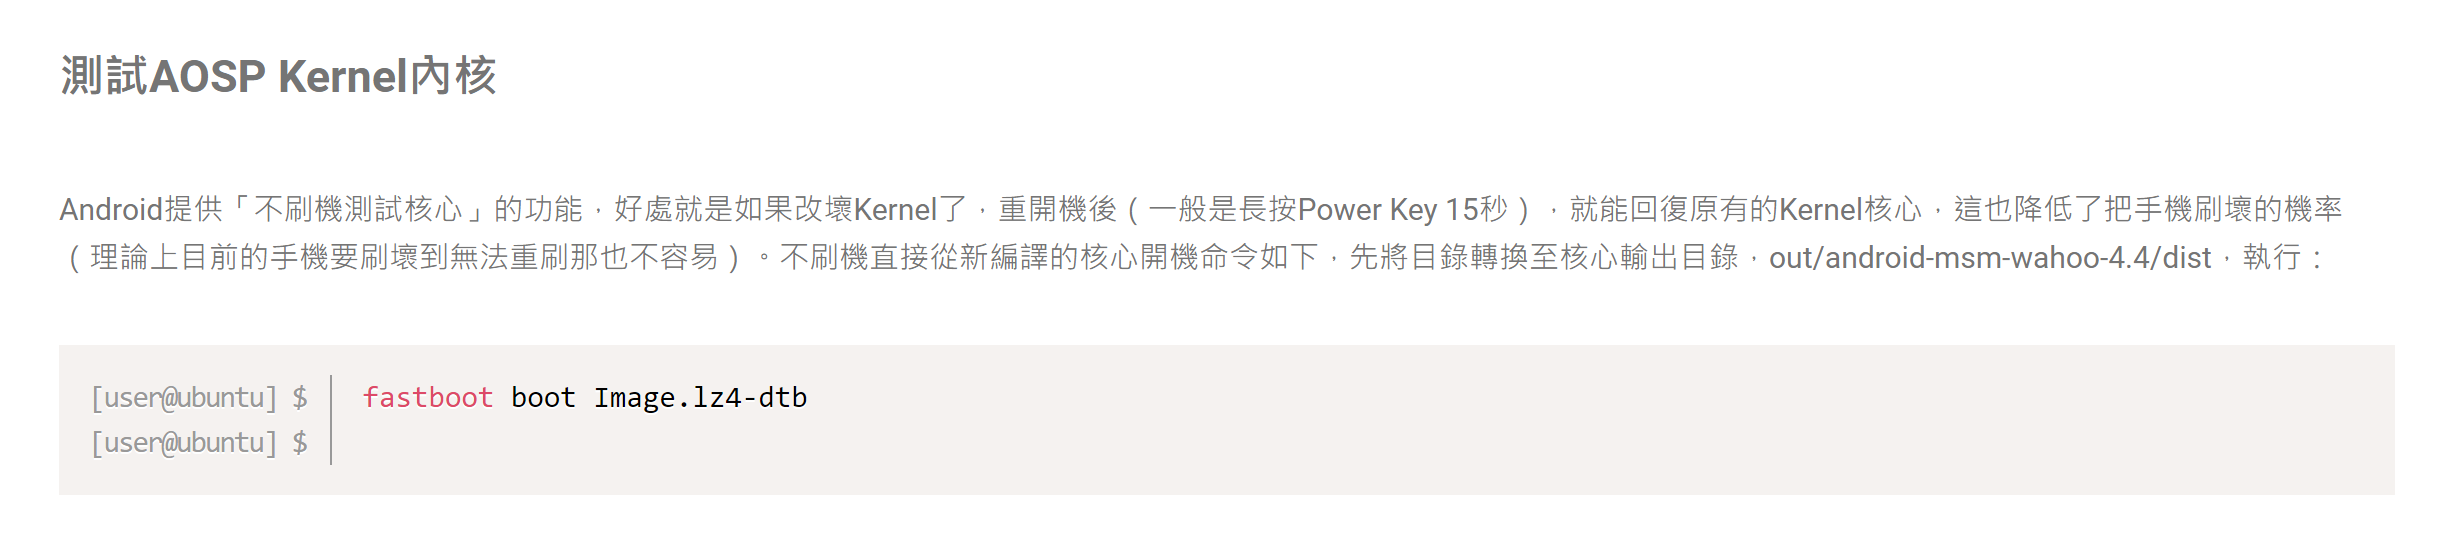 測試AOSP Kernel內核
Android提供「不刷機測試核心」的功能，好處就是如果改壞Kernel了，重開機後（一般是長按Power Key 15秒），就能回復原有的Kernel核心，這也降低了把手機刷壞的機率
（理論上目前的手機要刷壞到無法重刷那也不容易）。不刷機直接從新編譯的核心開機命令如下，先將目錄轉換至核心輸出目錄，out/android-msm-wahoo-4.4/dist，執行：
[user@ubuntu] $ fastboot boot Image.lz4-dtb
[user@ubuntu] $